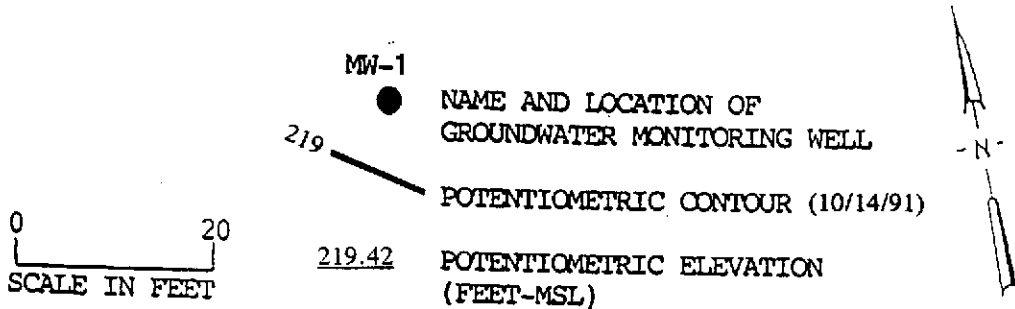 MW-1
NAME AND LOCATION OF
GROUNDWATER MONITORING WELL
- N -
219
POTENTIOMETRIC CONTOUR (10/14/91)
0 20
SCALE IN FEET
219.42 POTENTIOMETRIC ELEVATION
(FEET-MSL)